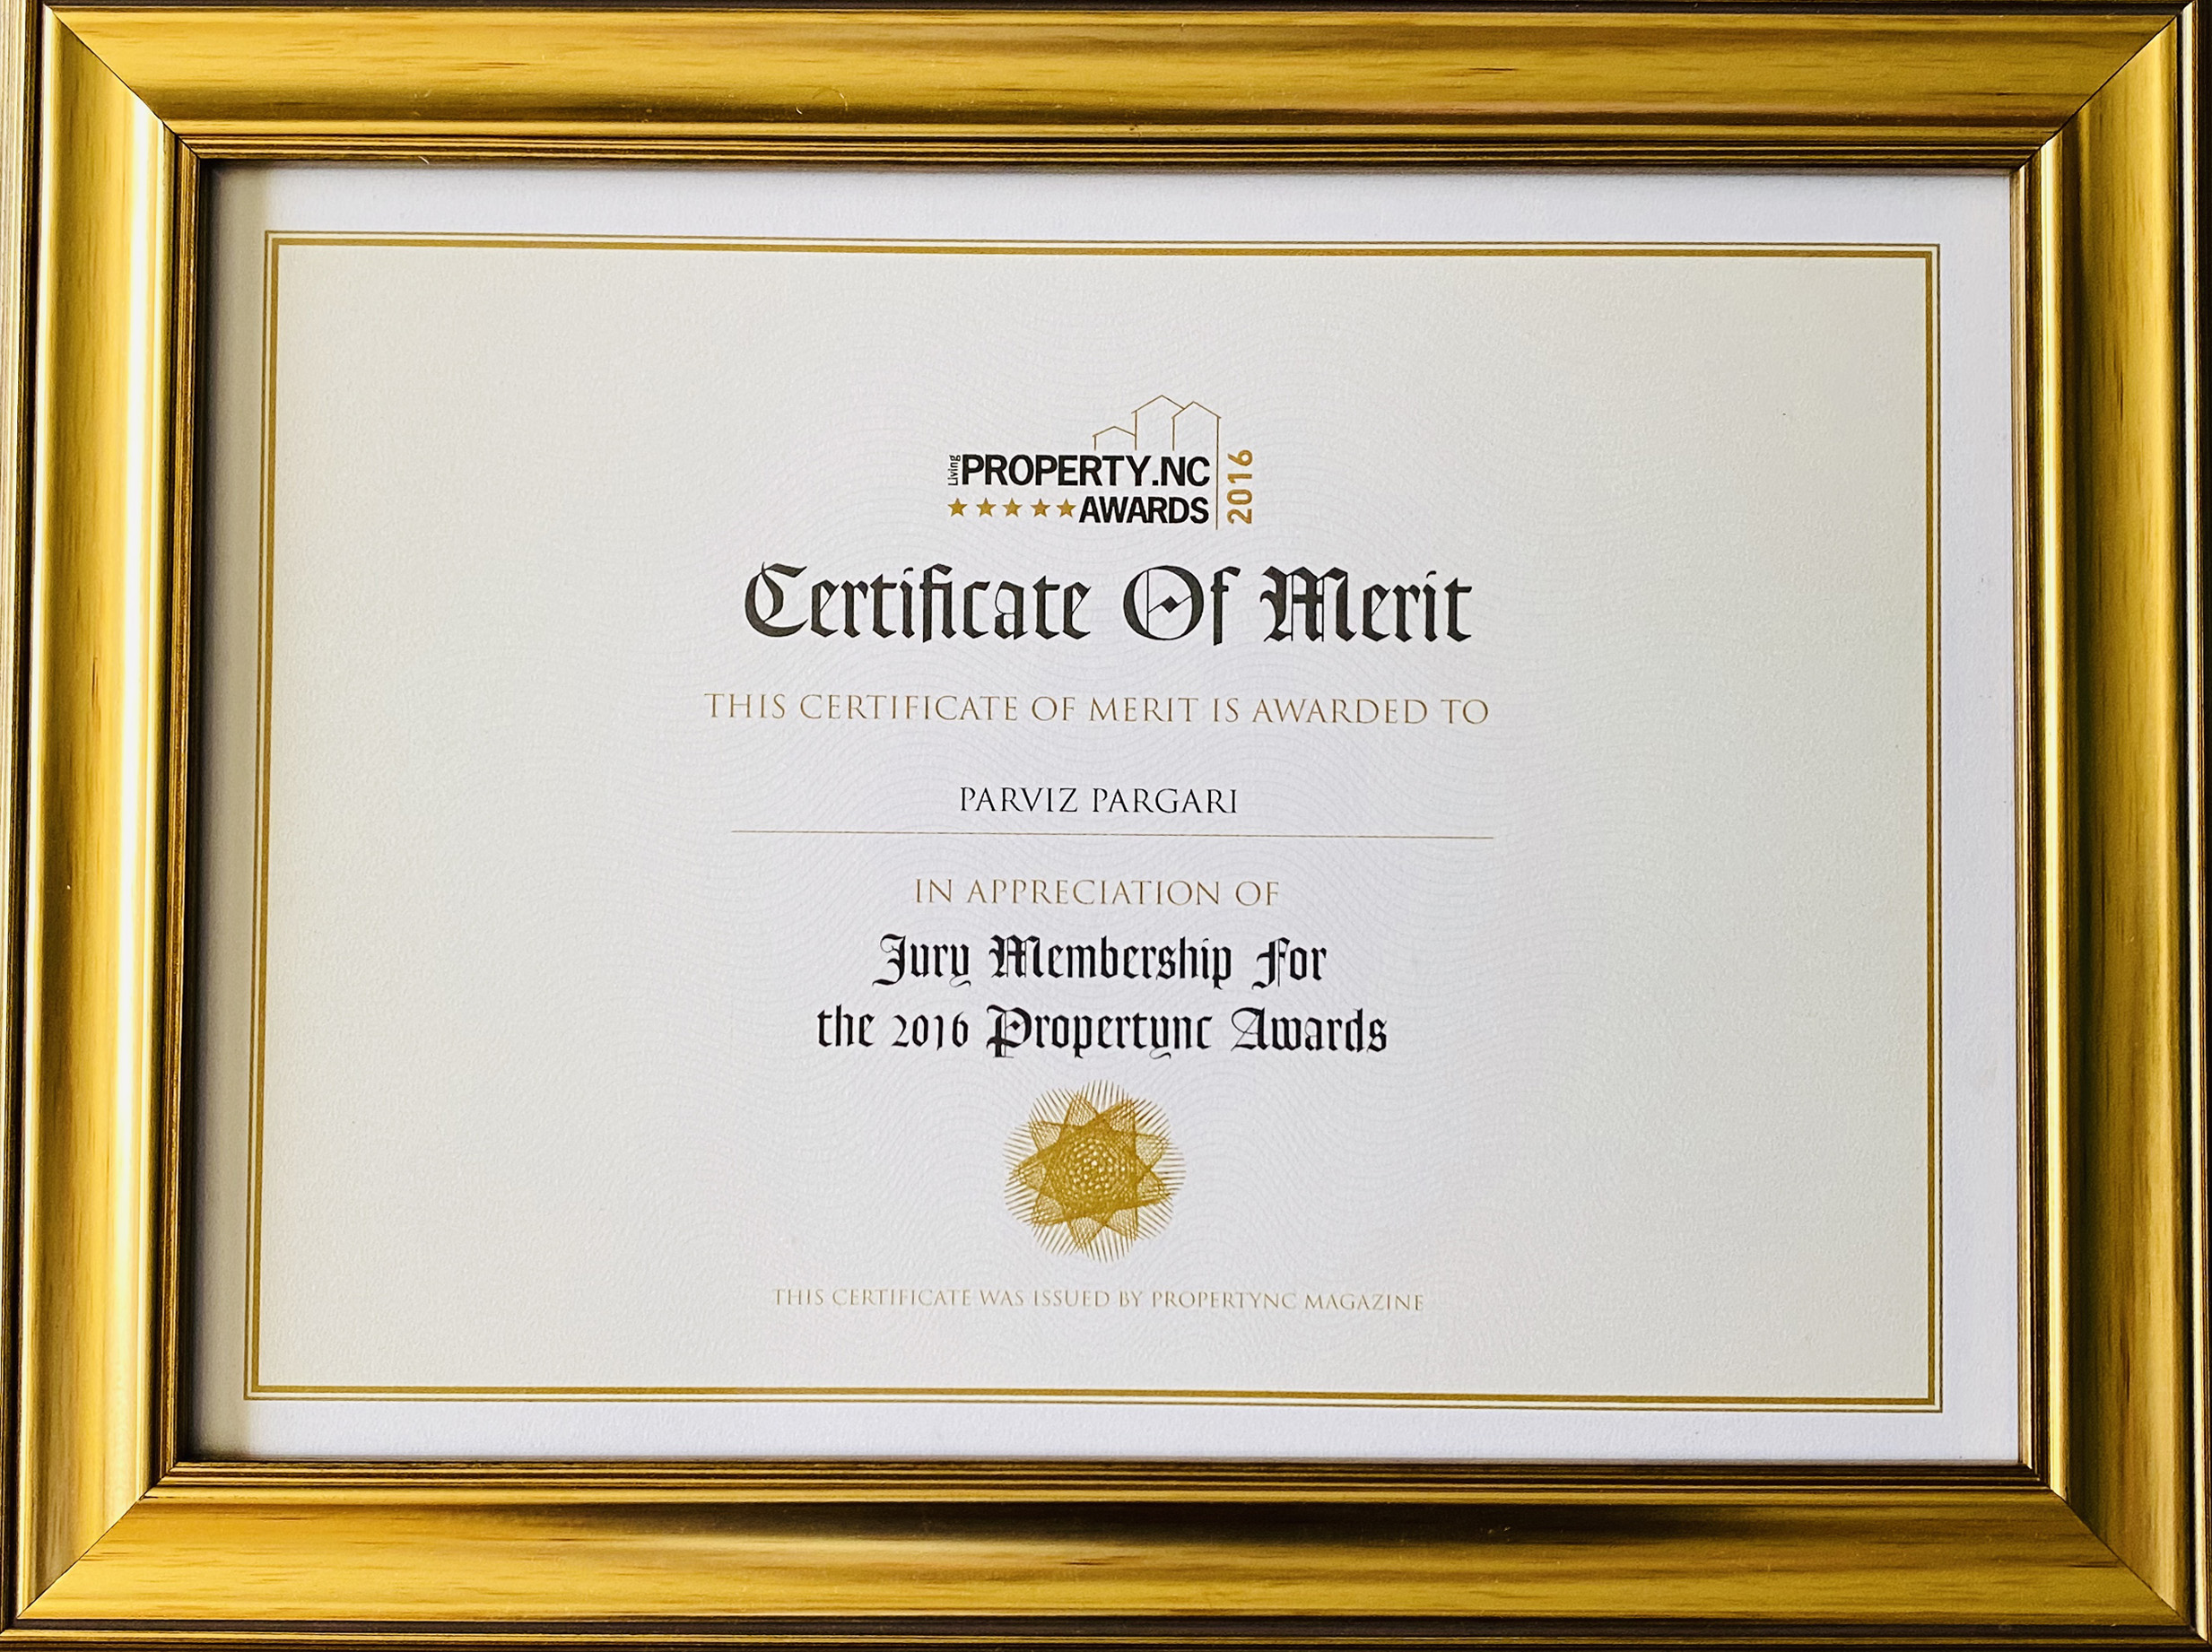 Living PROPERTY.NC
AWARDS
2016
Certificate Of Merit
THIS CERTIFICATE OF MERIT IS AWARDED TO
PARVIZ PARGARI
IN APPRECIATION OF
Jury Membership For
the 2016 Propertync Awards
THIS CERTIFICATE WAS ISSUED BY PROPERTYNC MAGAZINE